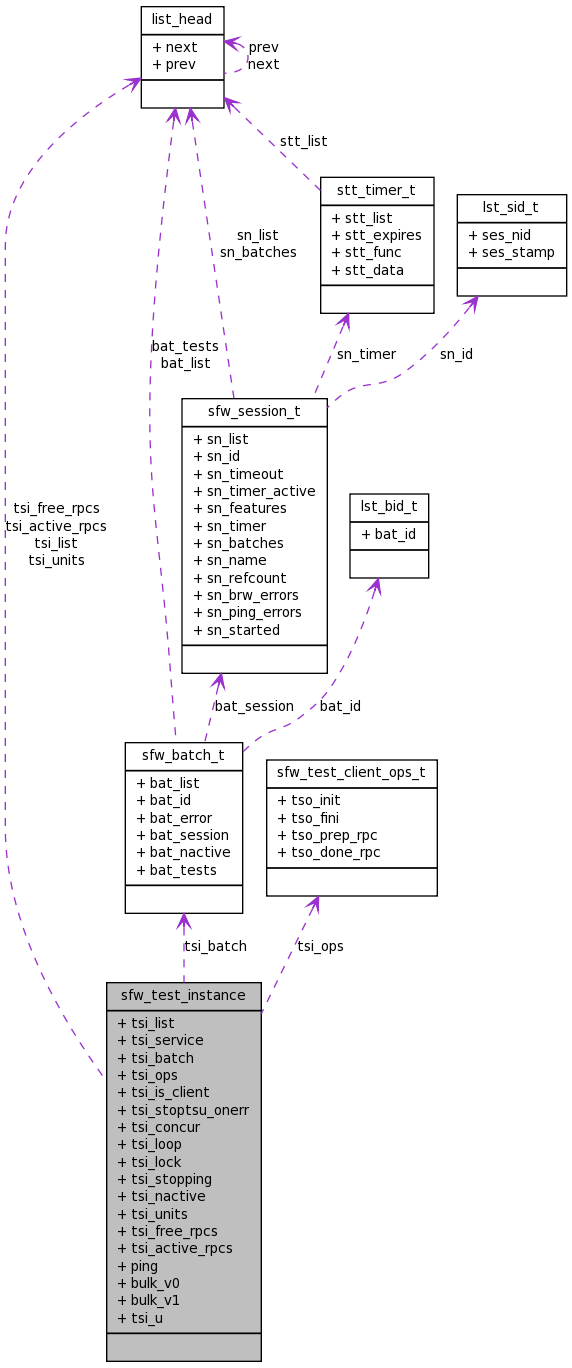 list_head
+ next
+ prev
prev
next
stt_list
stt_timer_t
+ stt_list
+ stt_expires
+ stt_func
+ stt_data
lst_sid_t
+ ses_nid
+ ses_stamp
sn_list
sn_batches
bat_tests
bat_list
sn_timer
sn_id
sfw_session_t
+ sn_list
+ sn_id
+ sn_timeout
+ sn_timer_active
+ sn_features
+ sn_timer
+ sn_batches
+ sn_name
+ sn_refcount
+ sn_brw_errors
+ sn_ping_errors
+ sn_started
lst_bid_t
+ bat_id
tsi_free_rpcs
tsi_active_rpcs
tsi_list
tsi_units
bat_session
bat_id
sfw_batch_t
+ bat_list
+ bat_id
+ bat_error
+ bat_session
+ bat_nactive
+ bat_tests
sfw_test_client_ops_t
+ tso_init
+ tso_fini
+ tso_prep_rpc
+ tso_done_rpc
tsi_batch
tsi_ops
sfw_test_instance
+ tsi_list
+ tsi_service
+ tsi_batch
+ tsi_ops
+ tsi_is_client
+ tsi_stoptsu_onerr
+ tsi_concur
+ tsi_loop
+ tsi_lock
+ tsi_stopping
+ tsi_nactive
+ tsi_units
+ tsi_free_rpcs
+ tsi_active_rpcs
+ ping
+ bulk_v0
+ bulk_v1
+ tsi_u